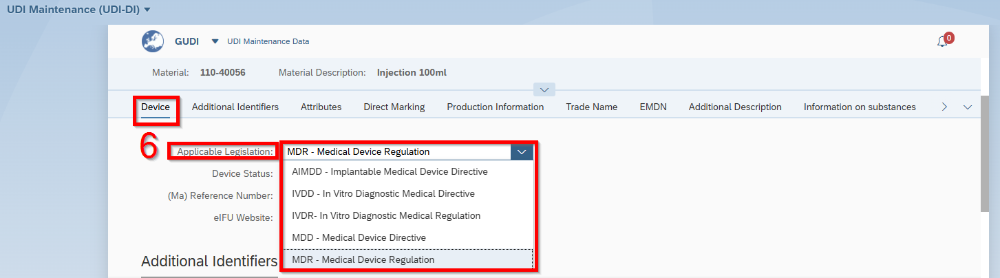 UDI Maintenance (UDI-DI)
GUDI UDI Maintenance Data 0
Material: 110-40056 Material Description: Injection 100ml
Device Additional Identifiers Attributes Direct Marking Production Information Trade Name EMDN Additional Description Information on substances
6 Applicable Legislation: MDR - Medical Device Regulation
AIMDD - Implantable Medical Device Directive
Device Status:
IVDD - In Vitro Diagnostic Medical Directive
(Ma) Reference Number:
IVDR- In Vitro Diagnostic Medical Regulation
eIFU Website:
MDD - Medical Device Directive
MDR - Medical Device Regulation
Additional Identifiers